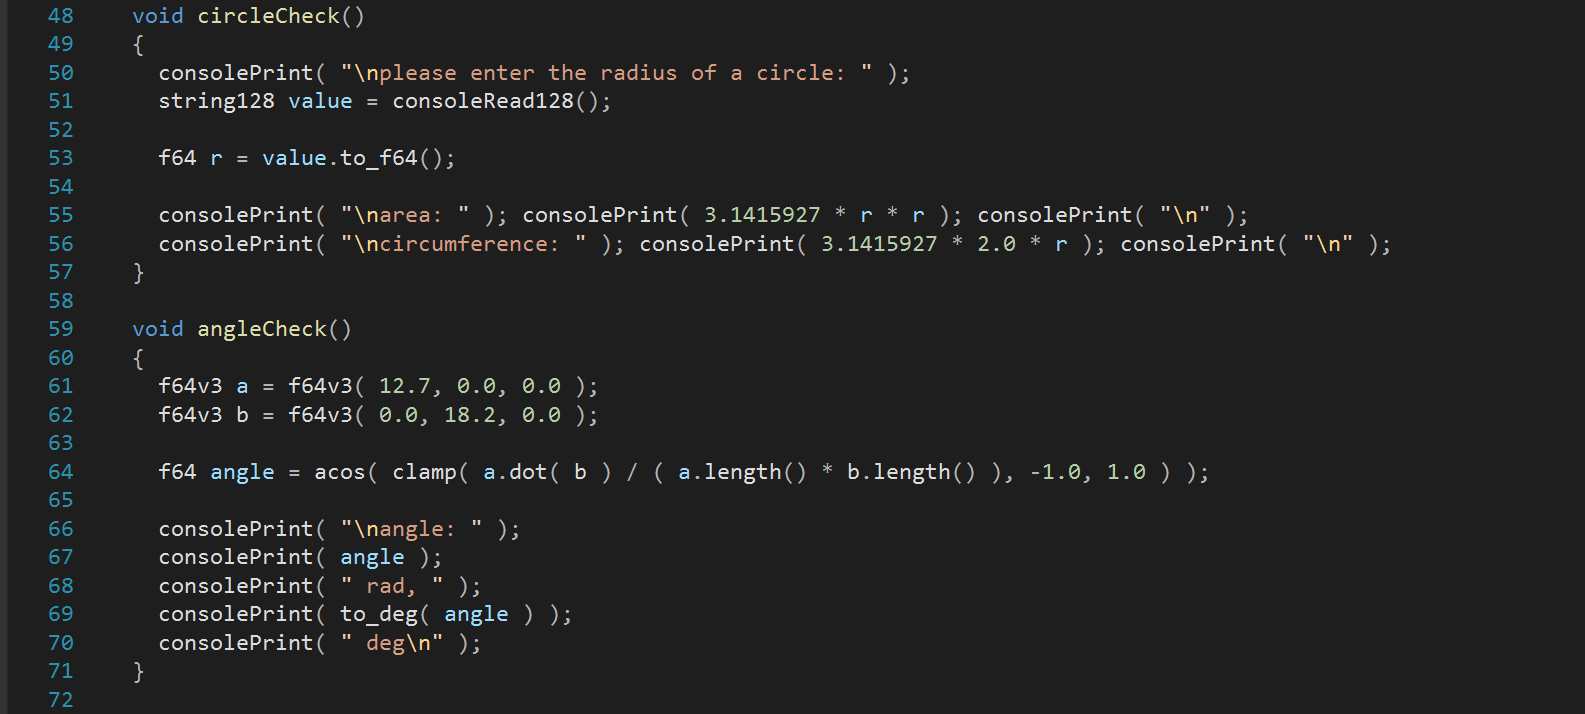 48 void circleCheck()
49 {
50 consolePrint( "\nplease enter the radius of a circle: " );
51 string128 value = consoleRead128();
52
53 f64 r = value.to_f64();
54
55 consolePrint( "\narea: " ); consolePrint( 3.1415927 * r * r ); consolePrint( "\n" );
56 consolePrint( "\ncircumference: " ); consolePrint( 3.1415927 * 2.0 * r ); consolePrint( "\n" );
57 }
58
59 void angleCheck()
60 {
61 f64v3 a = f64v3( 12.7, 0.0, 0.0 );
62 f64v3 b = f64v3( 0.0, 18.2, 0.0 );
63
64 f64 angle = acos( clamp( a.dot( b ) / ( a.length() * b.length() ), -1.0, 1.0 ) );
65
66 consolePrint( "\nangle: " );
67 consolePrint( angle );
68 consolePrint( " rad, " );
69 consolePrint( to_deg( angle ) );
70 consolePrint( " deg\n" );
71 }
72